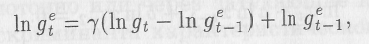 ln g_t^e = γ(ln g_t − ln g_{t−1}^e) + ln g_{t−1}^e,